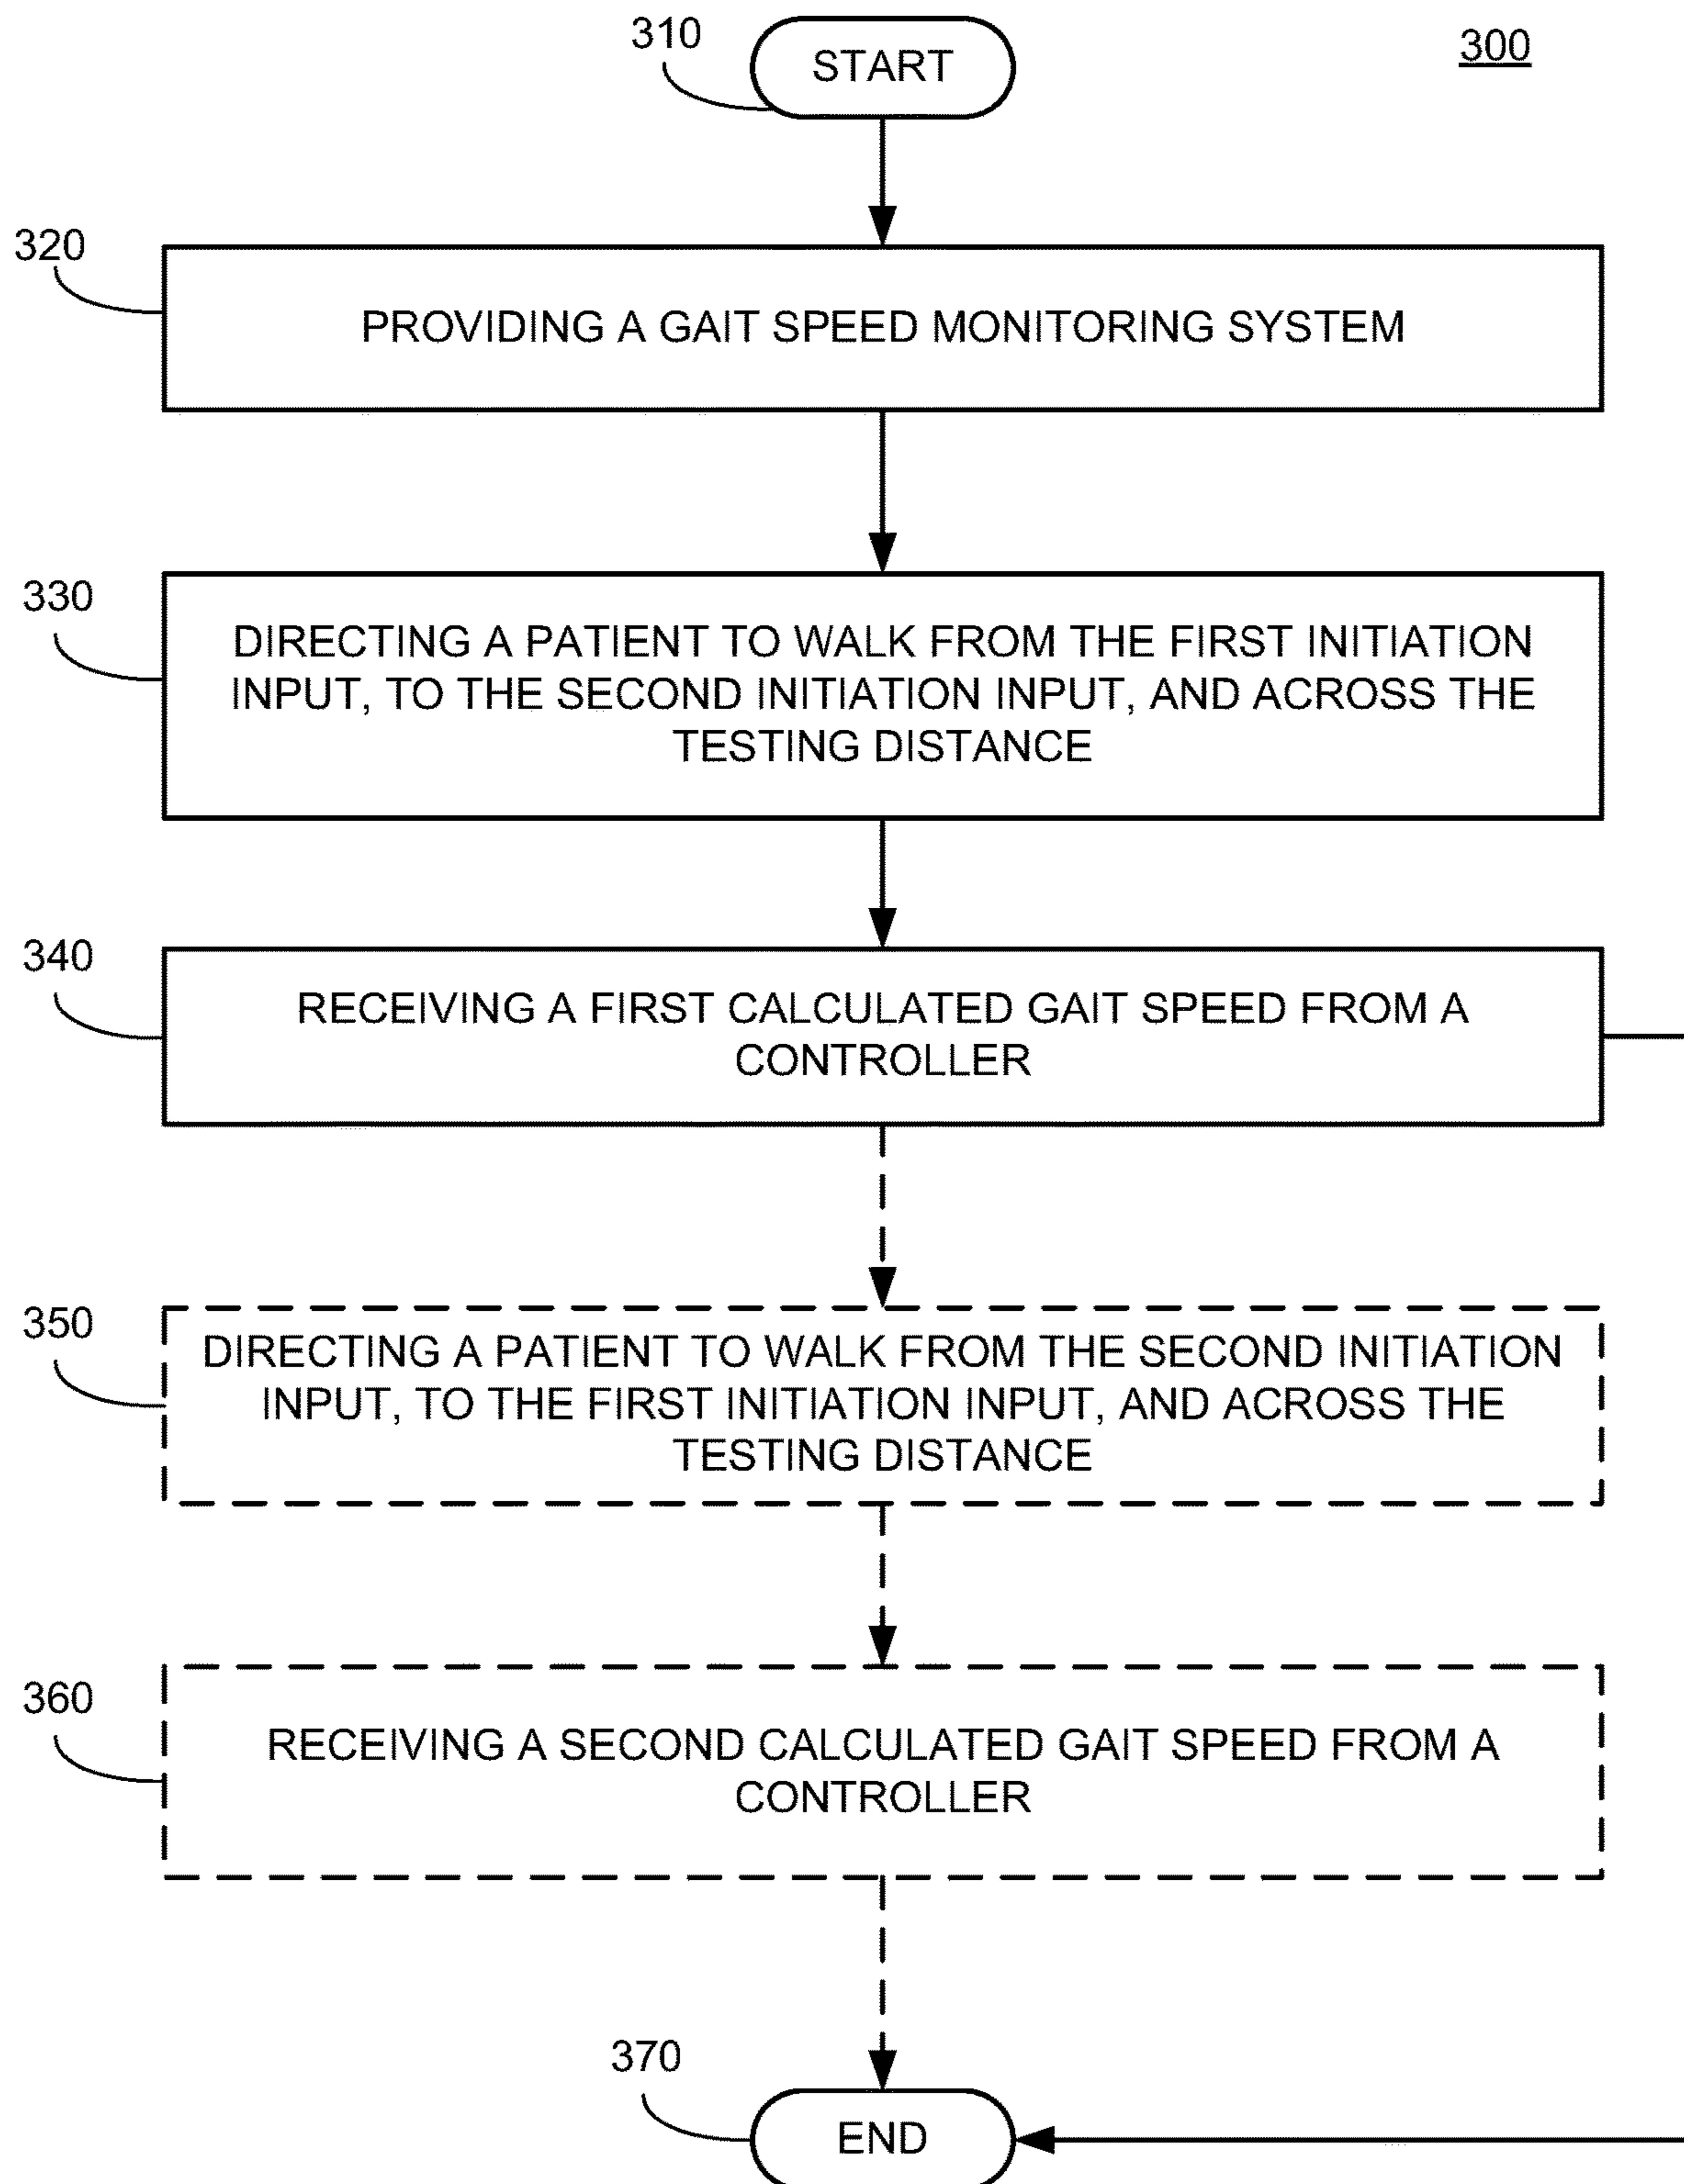 310
START
300
320
PROVIDING A GAIT SPEED MONITORING SYSTEM
330
DIRECTING A PATIENT TO WALK FROM THE FIRST INITIATION
INPUT, TO THE SECOND INITIATION INPUT, AND ACROSS THE
TESTING DISTANCE
340
RECEIVING A FIRST CALCULATED GAIT SPEED FROM A
CONTROLLER
350
DIRECTING A PATIENT TO WALK FROM THE SECOND INITIATION
INPUT, TO THE FIRST INITIATION INPUT, AND ACROSS THE
TESTING DISTANCE
360
RECEIVING A SECOND CALCULATED GAIT SPEED FROM A
CONTROLLER
370
END